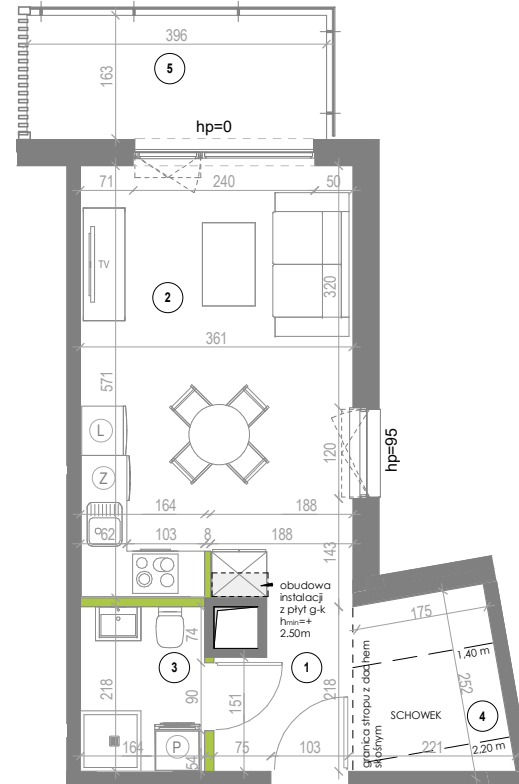 396
163
5
hp=0
71 240 50
TV
2
320
361
571
L
Z
120
hp=95
164 188
62 103 8 188
143
obudowa
instalacji
z płyt g-k
hmin=+
2.50m
175
74
1,40 m
granica stropu z dachem
skośnym
3
1
218
90
151
218
252
SCHOWEK
4
P
164 75 103 221
2,20 m
54